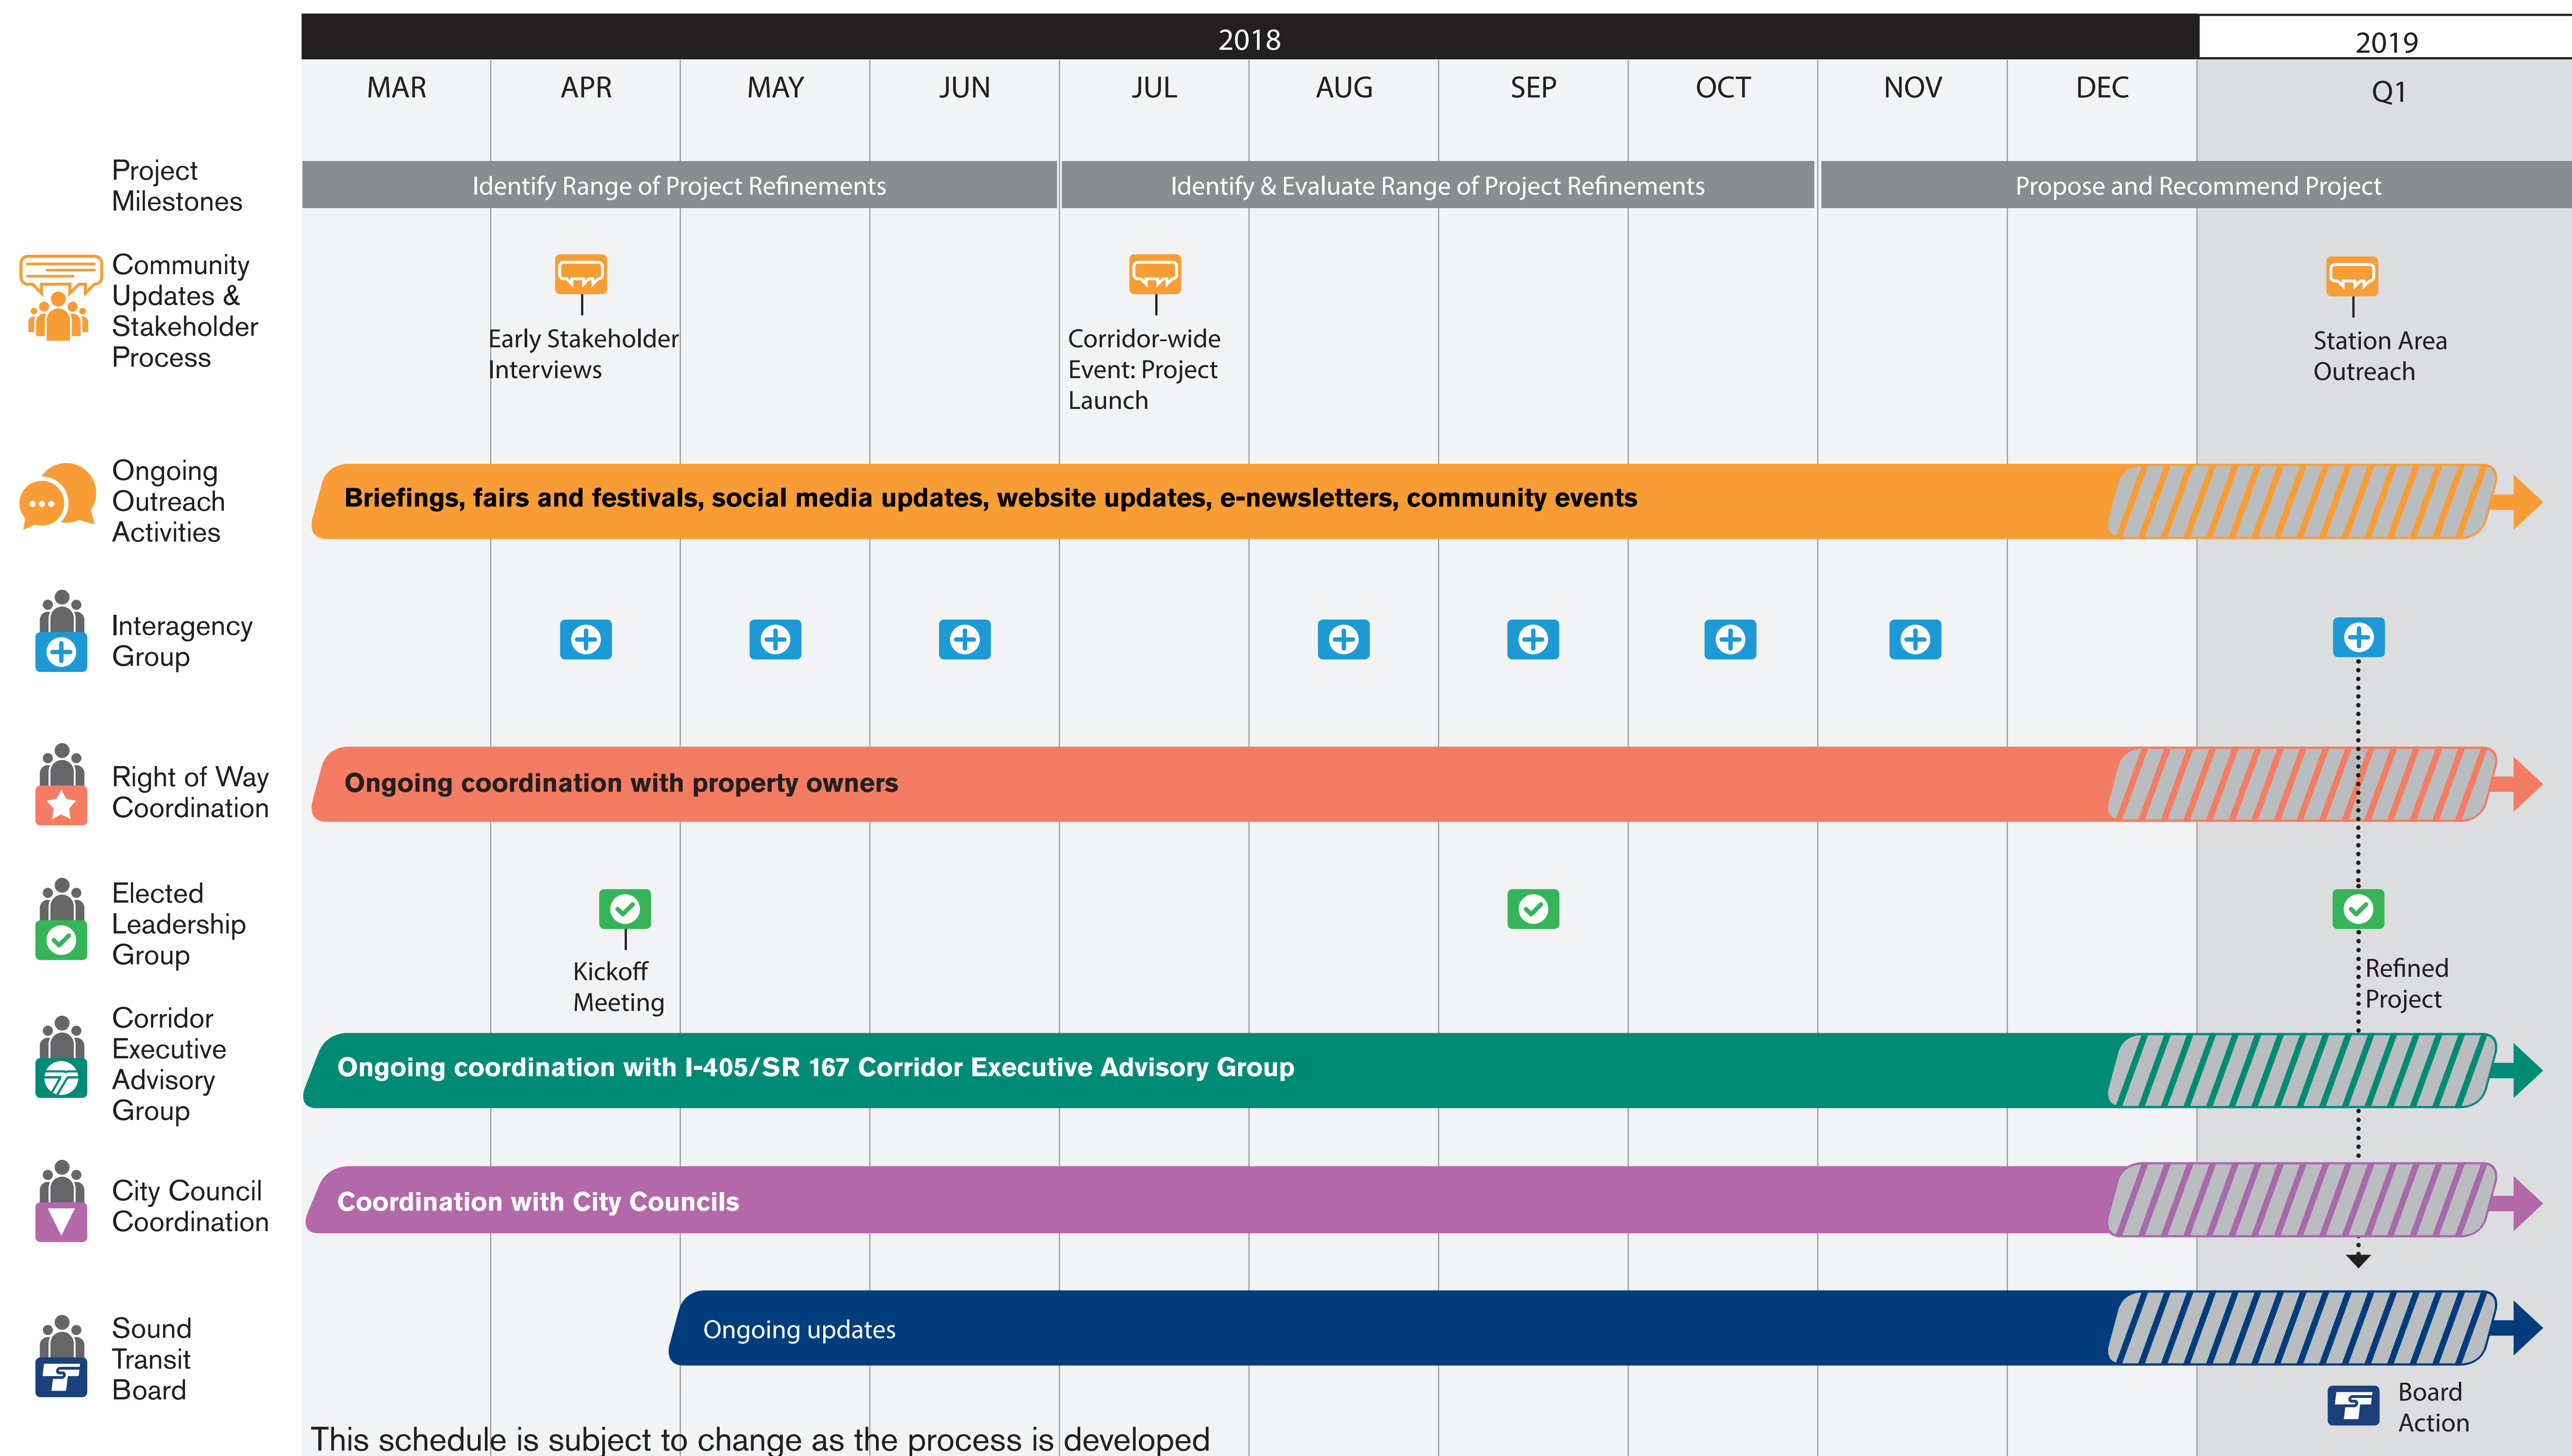 2018
2019
MAR APR MAY JUN JUL AUG SEP OCT NOV DEC Q1
Project
Milestones
Identify Range of Project Refinements
Identify & Evaluate Range of Project Refinements
Propose and Recommend Project
Community
Updates &
Stakeholder
Process
Early Stakeholder
Interviews
Corridor-wide
Event: Project
Launch
Station Area
Outreach
Ongoing
Outreach
Activities
Briefings, fairs and festivals, social media updates, website updates, e-newsletters, community events
Interagency
Group
Right of Way
Coordination
Ongoing coordination with property owners
Elected
Leadership
Group
Kickoff
Meeting
Refined
Project
Corridor
Executive
Advisory
Group
Ongoing coordination with I-405/SR 167 Corridor Executive Advisory Group
City Council
Coordination
Coordination with City Councils
Sound
Transit
Board
Ongoing updates
Board
Action
This schedule is subject to change as the process is developed